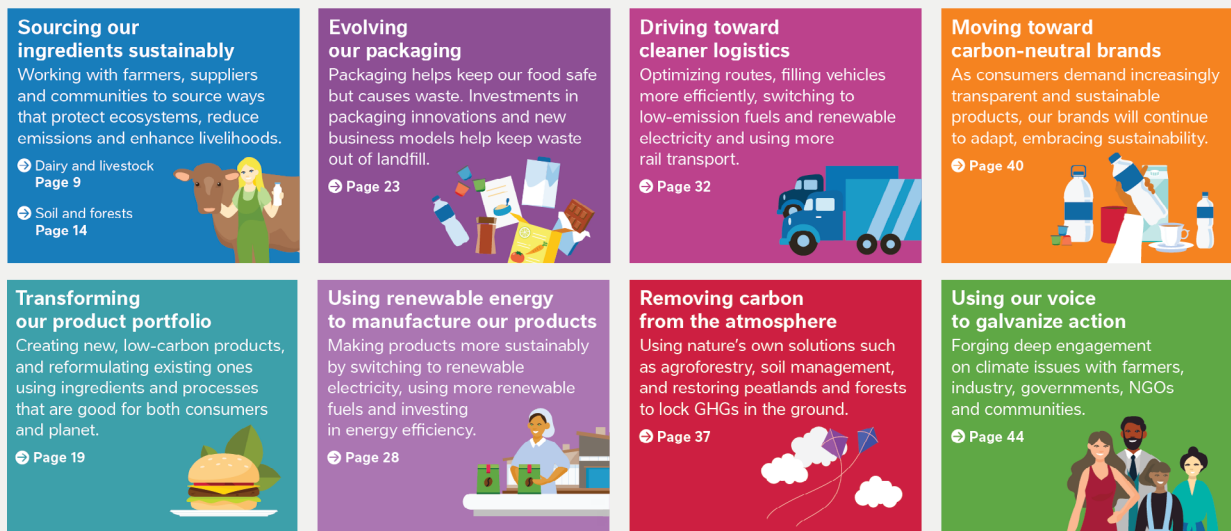 Sourcing our
ingredients sustainably
Working with farmers, suppliers
and communities to source ways
that protect ecosystems, reduce
emissions and enhance livelihoods.
Dairy and livestock
Page 9
Soil and forests
Page 14
Evolving
our packaging
Packaging helps keep our food safe
but causes waste. Investments in
packaging innovations and new
business models help keep waste
out of landfill.
Page 23
Driving toward
cleaner logistics
Optimizing routes, filling vehicles
more efficiently, switching to
low-emission fuels and renewable
electricity and using more
rail transport.
Page 32
Moving toward
carbon-neutral brands
As consumers demand increasingly
transparent and sustainable
products, our brands will continue
to adapt, embracing sustainability.
Page 40
Transforming
our product portfolio
Creating new, low-carbon products,
and reformulating existing ones
using ingredients and processes
that are good for both consumers
and planet.
Page 19
Using renewable energy
to manufacture our products
Making products more sustainably
by switching to renewable
electricity, using more renewable
fuels and investing
in energy efficiency.
Page 28
Removing carbon
from the atmosphere
Using nature's own solutions such
as agroforestry, soil management,
and restoring peatlands and forests
to lock GHGs in the ground.
Page 37
Using our voice
to galvanize action
Forging deep engagement
on climate issues with farmers,
industry, governments, NGOs
and communities.
Page 44